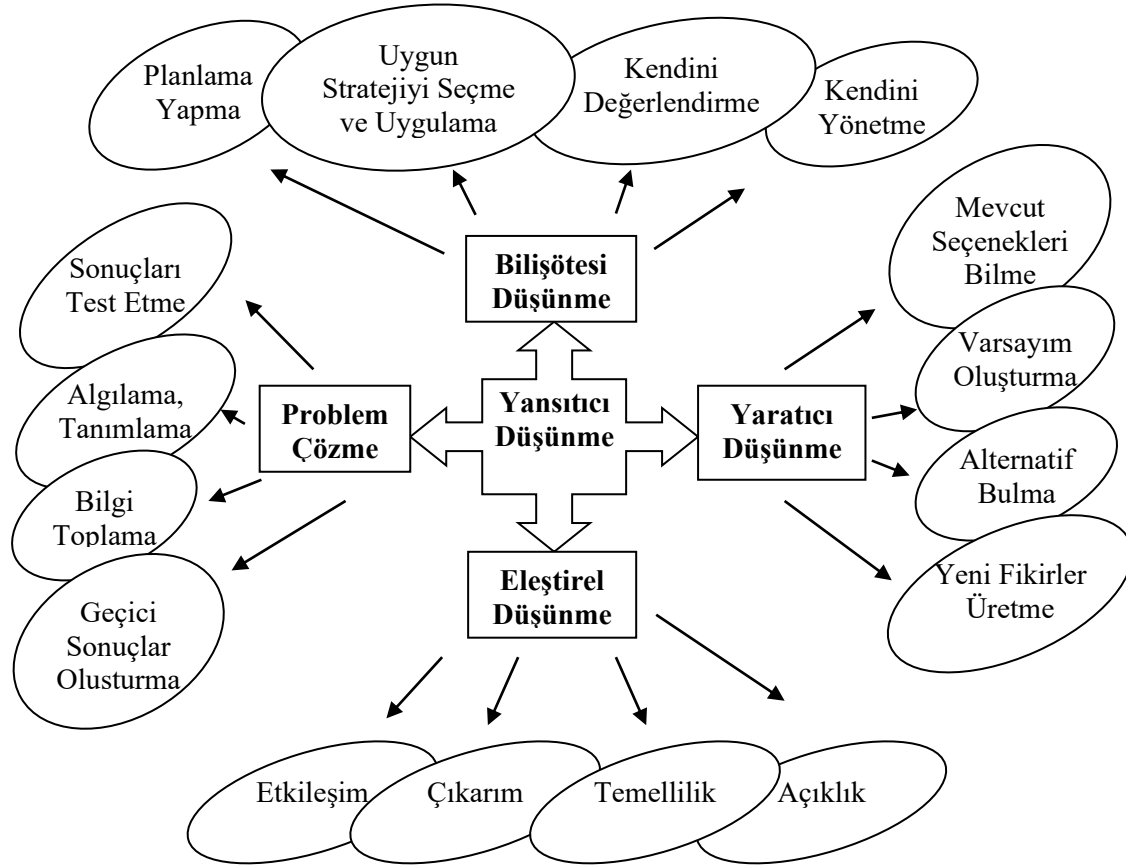 Planlama
Yapma
Uygun
Stratejiyi Seçme
ve Uygulama
Kendini
Değerlendirme
Kendini
Yönetme
Bilişötesi
Düşünme
Sonuçları
Test Etme
Algılama,
Tanımlama
Bilgi
Toplama
Geçici
Sonuçlar
Olusturma
Problem
Çözme
Yansıtıcı
Düşünme
Yaratıcı
Düşünme
Mevcut
Seçenekleri
Bilme
Varsayım
Oluşturma
Alternatif
Bulma
Yeni Fikirler
Üretme
Eleştirel
Düşünme
Etkileşim
Çıkarım
Temellilik
Açıklık